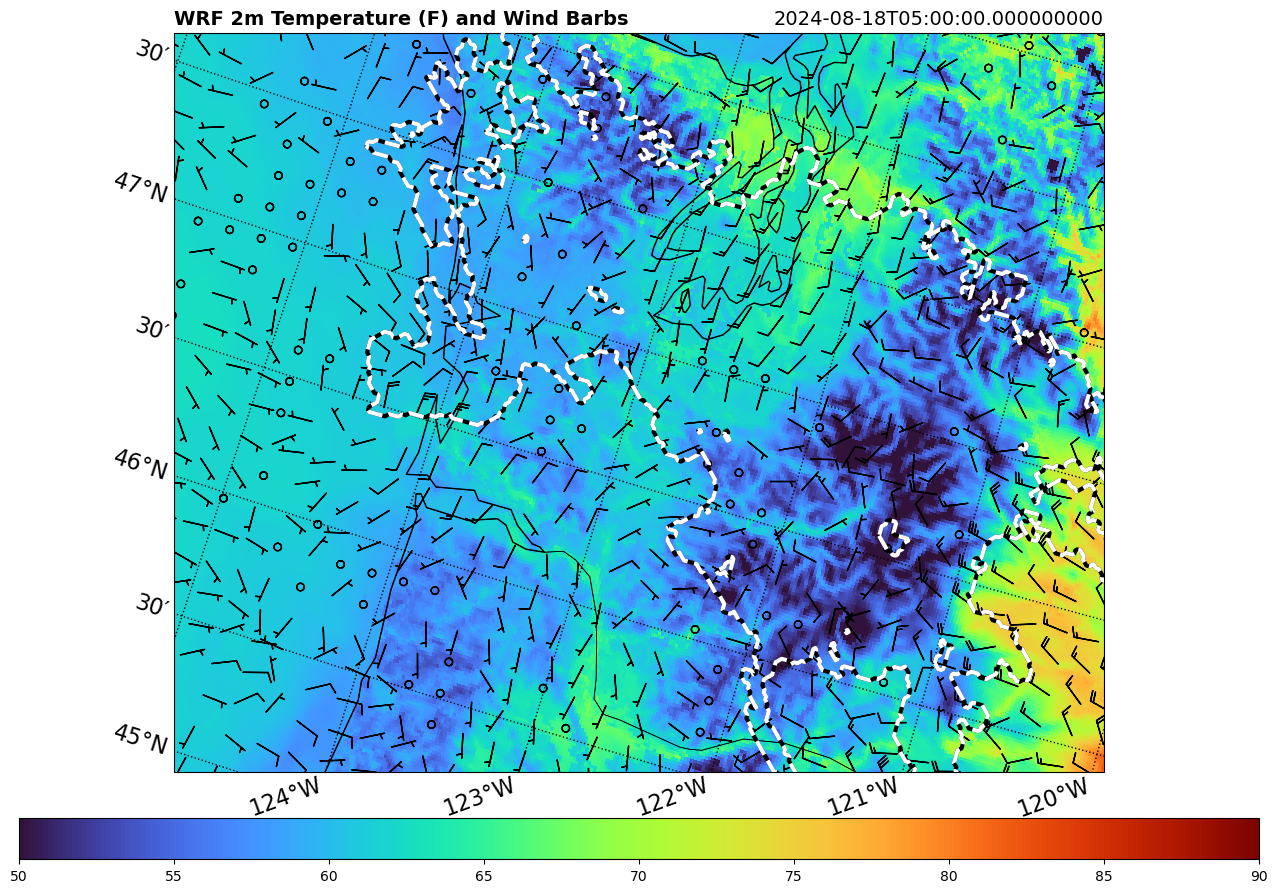 WRF 2m Temperature (F) and Wind Barbs 2024-08-18T05:00:00.000000000
30′
47°N
30′
46°N
30′
45°N
124°W 123°W 122°W 121°W 120°W
50 55 60 65 70 75 80 85 90